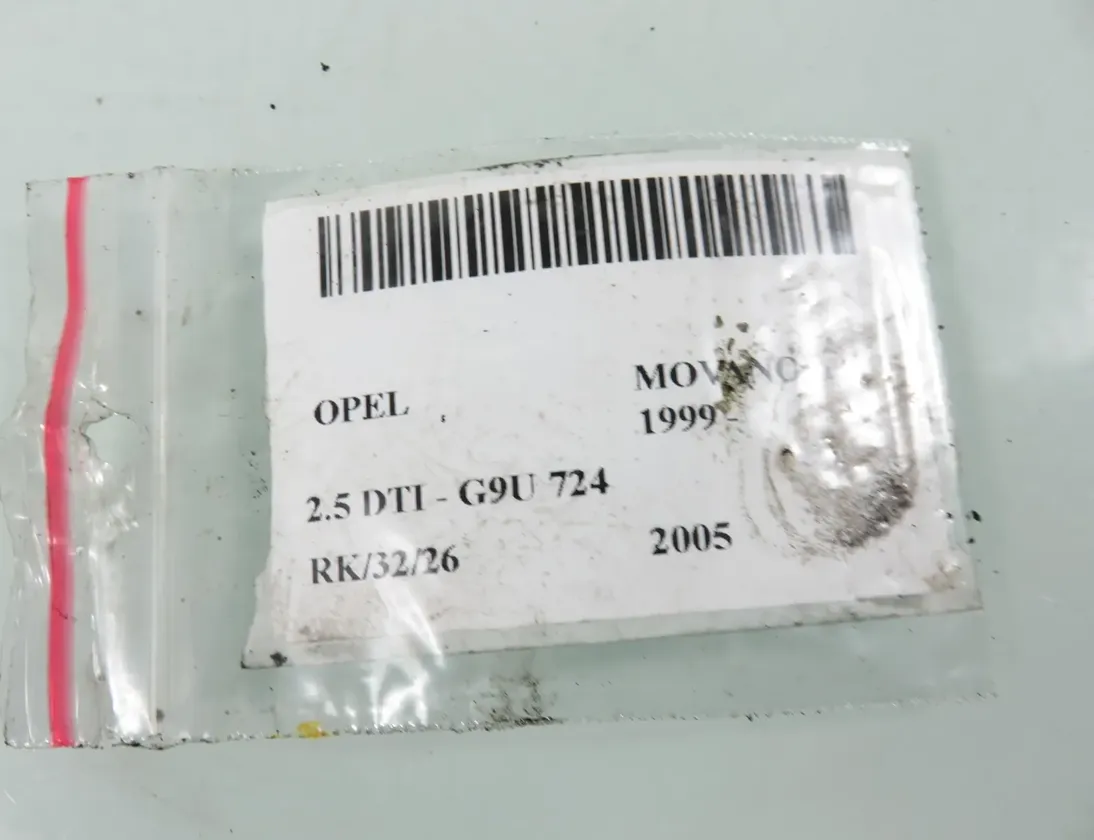 OPEL MOVANO
1999 -
2.5 DTI - G9U 724
RK/32/26 2005